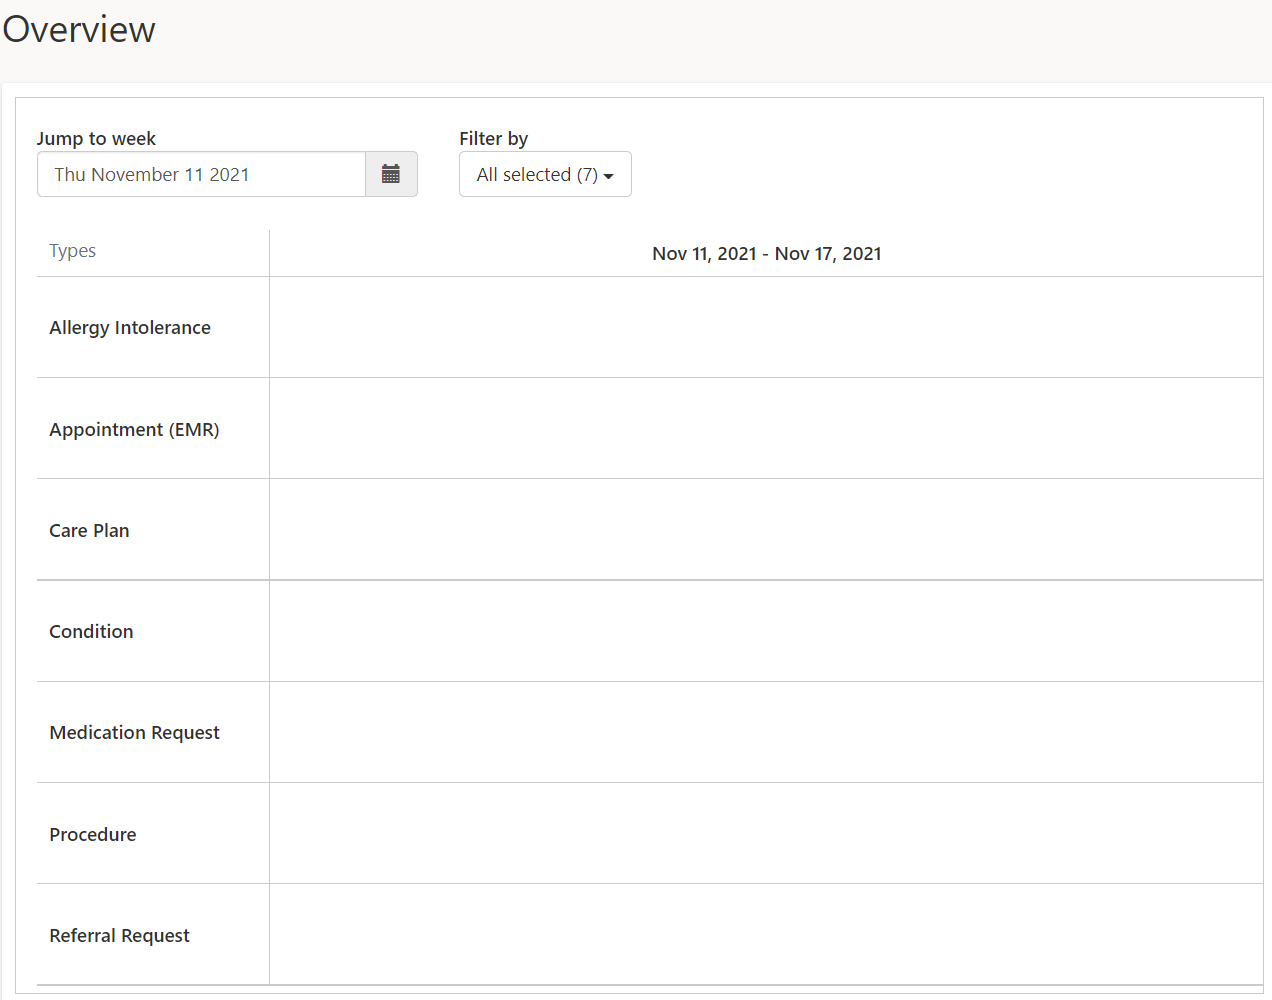 Overview
Jump to week
Filter by
Thu November 11 2021
All selected (7)
Types
Nov 11, 2021 - Nov 17, 2021
Allergy Intolerance
Appointment (EMR)
Care Plan
Condition
Medication Request
Procedure
Referral Request